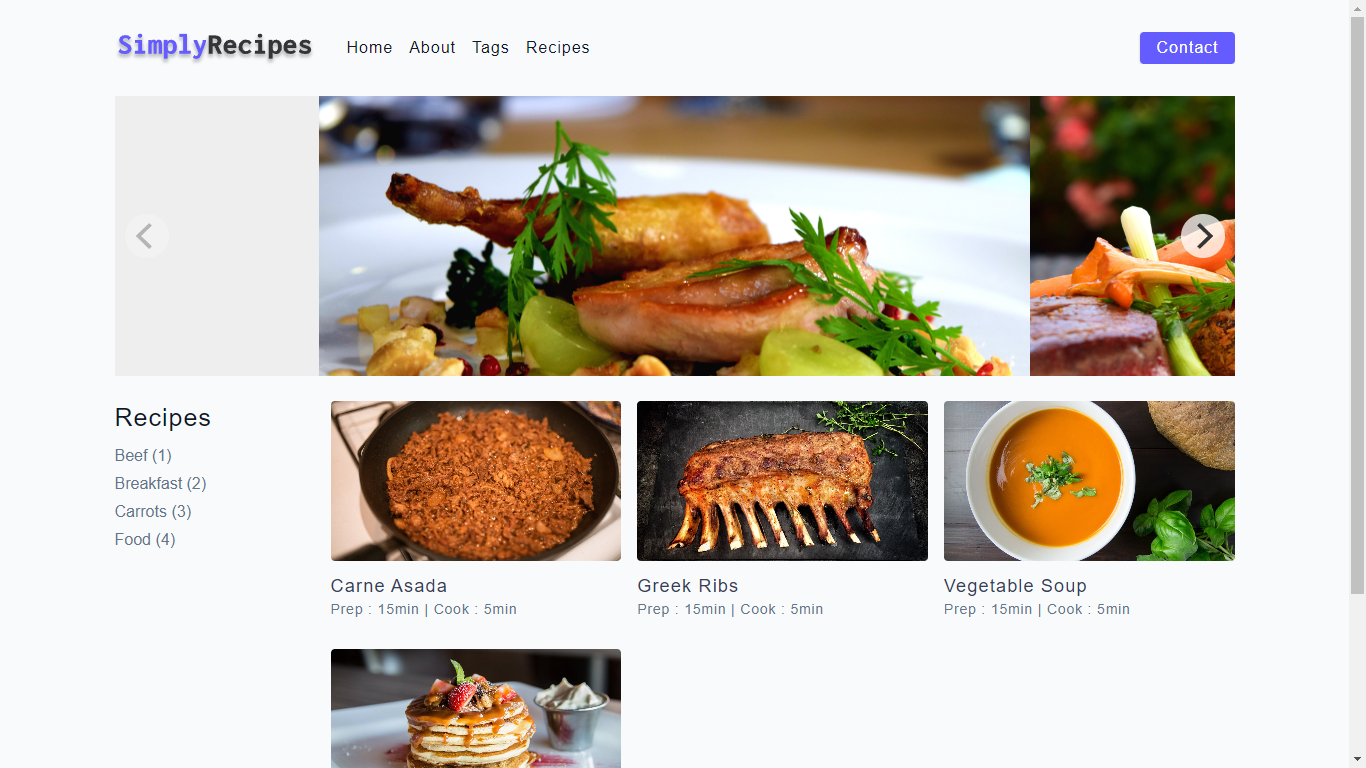 SimplyRecipes
Home About Tags Recipes
Contact
Recipes
Beef (1)
Breakfast (2)
Carrots (3)
Food (4)
Carne Asada
Prep : 15min | Cook : 5min
Greek Ribs
Prep : 15min | Cook : 5min
Vegetable Soup
Prep : 15min | Cook : 5min